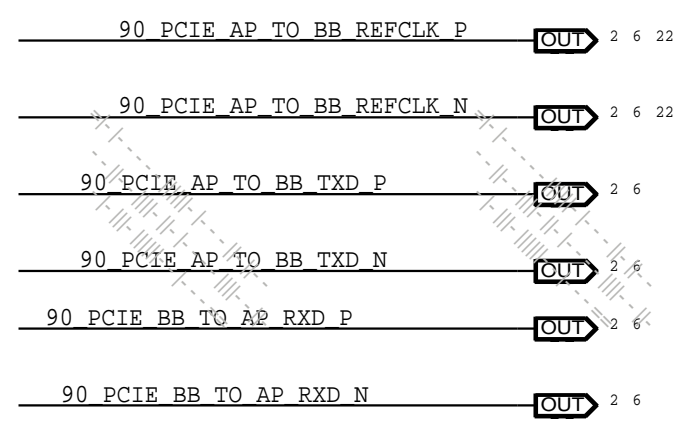 90_PCIE_AP_TO_BB_REFCLK_P OUT 2 6 22
90_PCIE_AP_TO_BB_REFCLK_N OUT 2 6 22
90_PCIE_AP_TO_BB_TXD_P OUT 2 6
90_PCIE_AP_TO_BB_TXD_N OUT 2 6
90_PCIE_BB_TO_AP_RXD_P OUT 2 6
90_PCIE_BB_TO_AP_RXD_N OUT 2 6